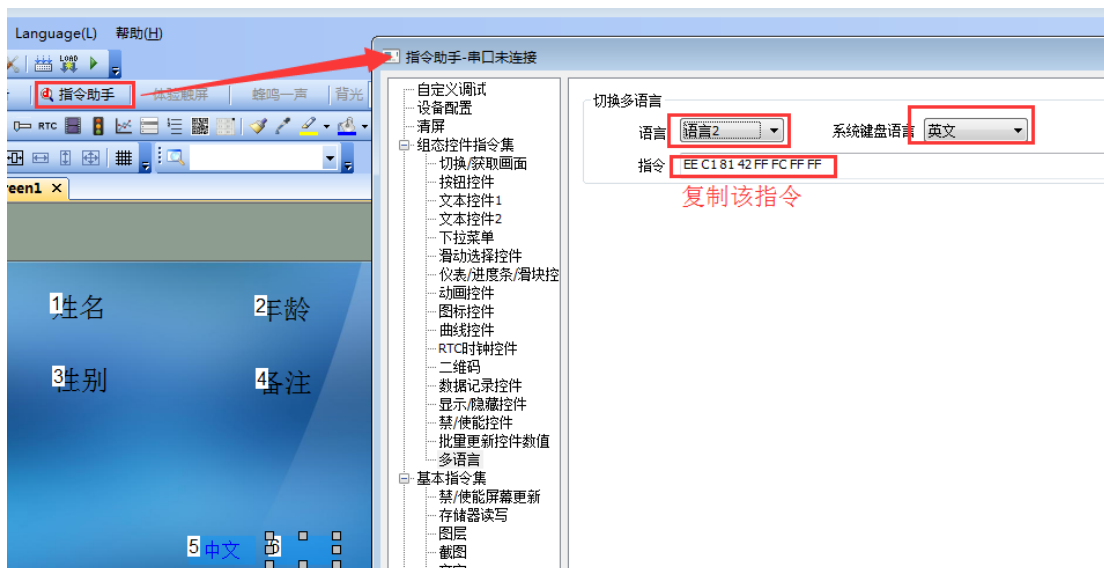 Language(L) 帮助(H)
指令助手-串口未连接
LOAD
指令助手
体验触屏
蜂鸣一声
背光
RTC
reen1 ×
自定义调试
设备配置
清屏
组态控件指令集
切换/获取画面
按钮控件
文本控件1
文本控件2
下拉菜单
滑动选择控件
仪表/进度条/滑块控
动画控件
图标控件
曲线控件
RTC时钟控件
二维码
数据记录控件
显示/隐藏控件
禁/使能控件
批量更新控件数值
多语言
基本指令集
禁/使能屏幕更新
存储器读写
图层
截图
切换多语言
语言 语言2 系统键盘语言 英文
指令 EE C1 81 42 FF FC FF FF
复制该指令
1姓名 2年龄
3性别 4备注
5 中文 6